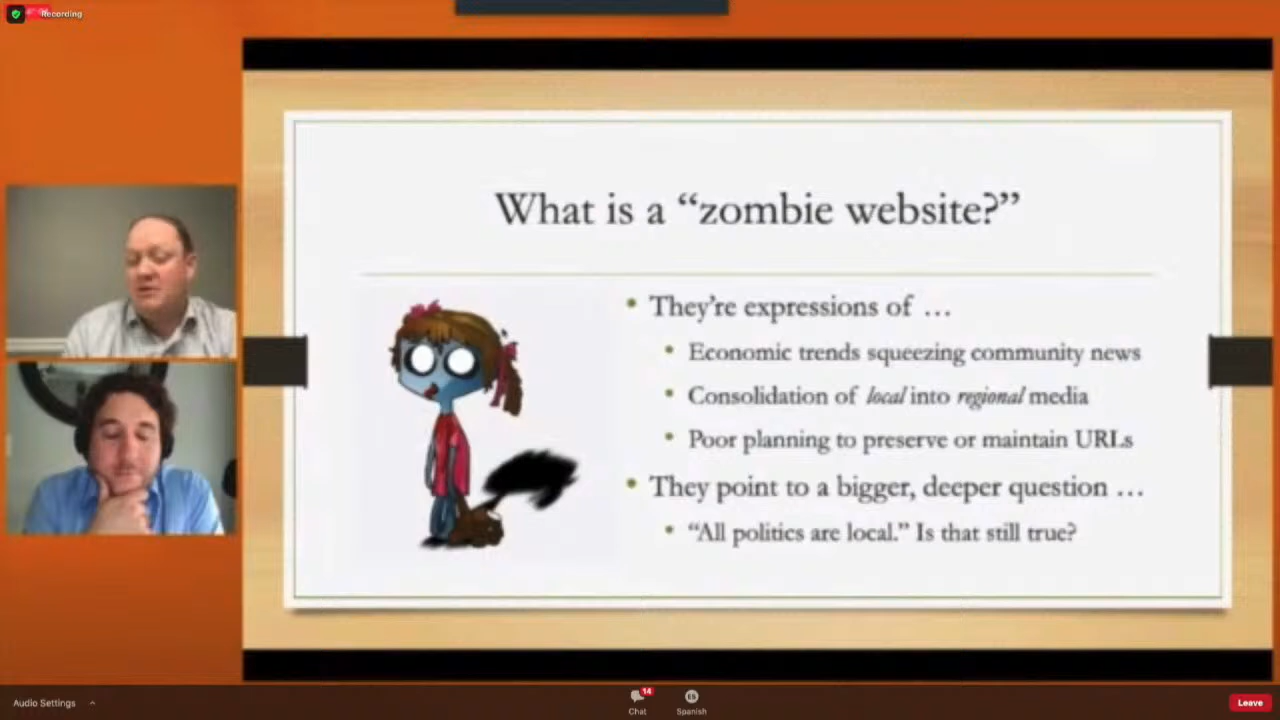 Recording
What is a “zombie website?”
• They’re expressions of …
• Economic trends squeezing community news
• Consolidation of local into regional media
• Poor planning to preserve or maintain URLs
• They point to a bigger, deeper question …
• “All politics are local.” Is that still true?
Audio Settings
14
Chat
ES
Spanish
Leave